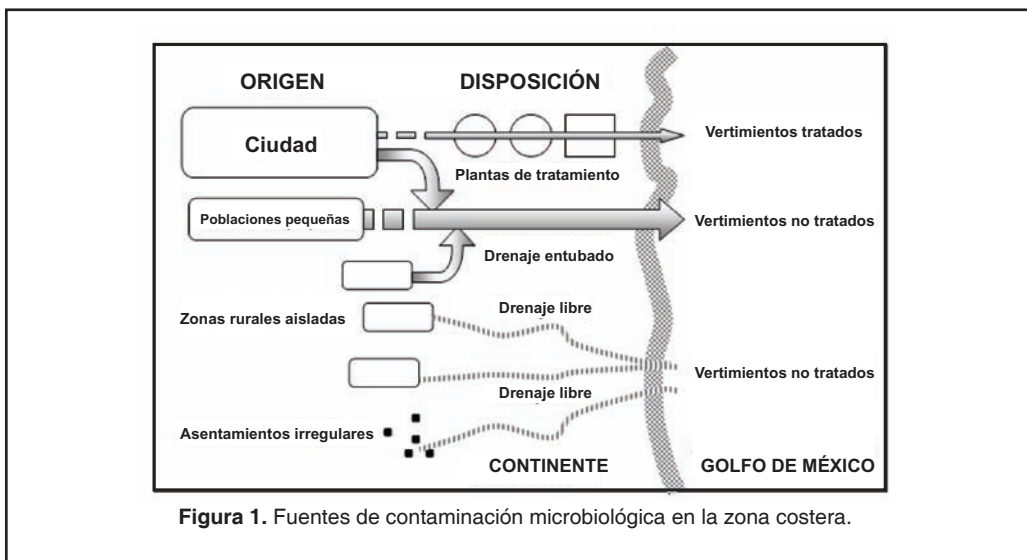 ORIGEN
DISPOSICIÓN
Ciudad
Vertimientos tratados
Plantas de tratamiento
Poblaciones pequeñas
Vertimientos no tratados
Drenaje entubado
Drenaje libre
Zonas rurales aisladas
Vertimientos no tratados
Drenaje libre
Asentamientos irregulares
CONTINENTE
GOLFO DE MÉXICO
Figura 1. Fuentes de contaminación microbiológica en la zona costera.